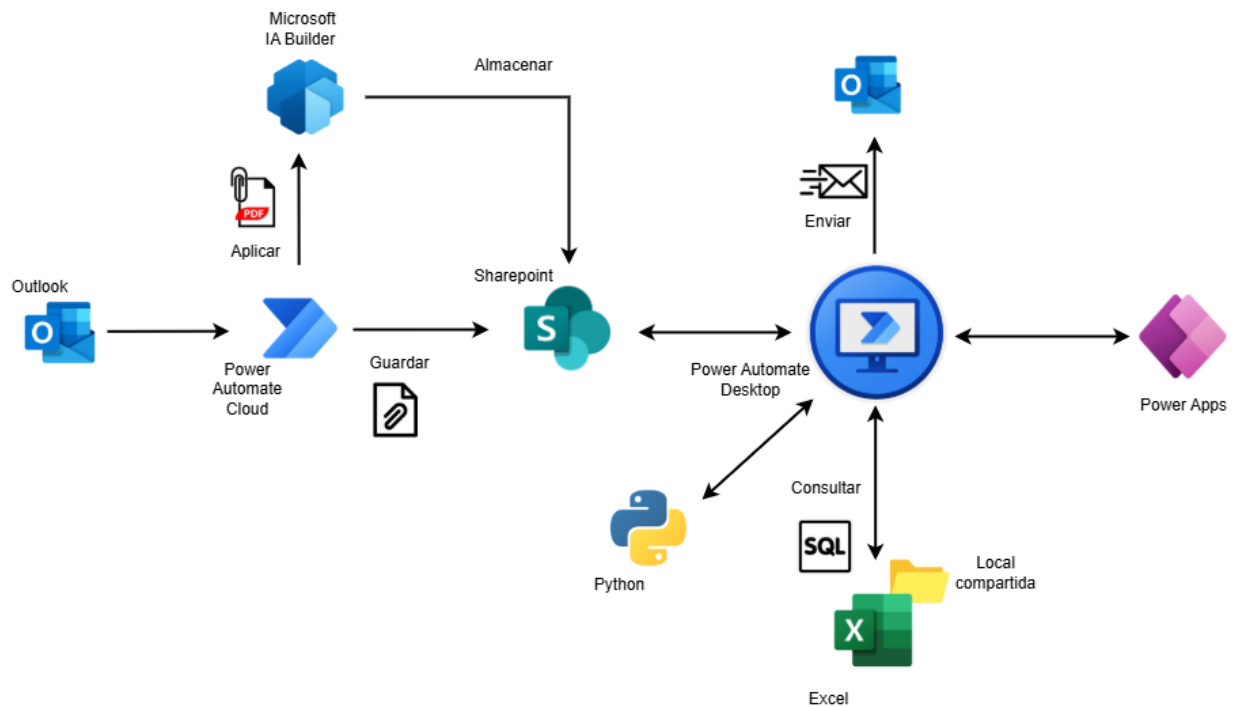 Microsoft
IA Builder
Almacenar
O
PDF
Aplicar
Enviar
Outlook
O
Sharepoint
S
Power
Automate
Cloud
Guardar
Power Automate
Desktop
Power Apps
Consultar
SQL
Python
Local
compartida
X
Excel